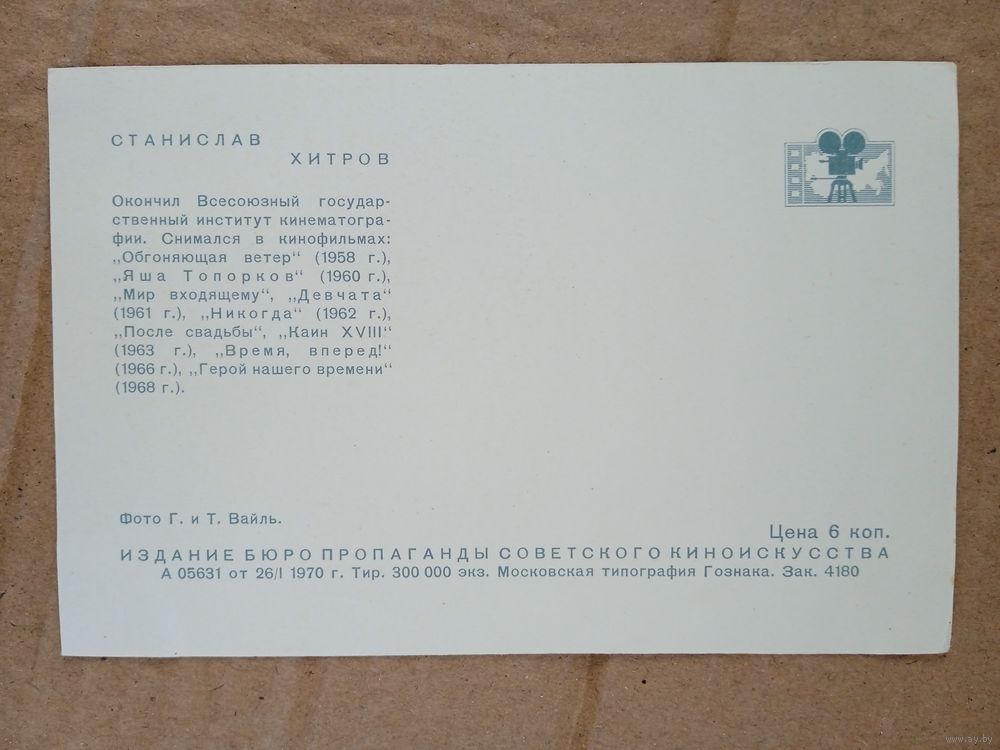 СТАНИСЛАВ
ХИТРОВ
Окончил Всесоюзный государ-
ственный институт кинематогра-
фии. Снимался в кинофильмах:
„Обгоняющая ветер“ (1958 г.),
„Яша Топорков“ (1960 г.),
„Мир входящему“, „Девчата“
(1961 г.), „Никогда“ (1962 г.),
„После свадьбы“, „Каин XVIII“
(1963 г.), „Время, вперед!“
(1966 г.), „Герой нашего времени“
(1968 г.).
Фото Г. и Т. Вайль.
Цена 6 коп.
ИЗДАНИЕ БЮРО ПРОПАГАНДЫ СОВЕТСКОГО КИНОИСКУССТВА
А 05631 от 26/I 1970 г. Тир. 300 000 экз. Московская типография Гознака. Зак. 4180
www.ay.by